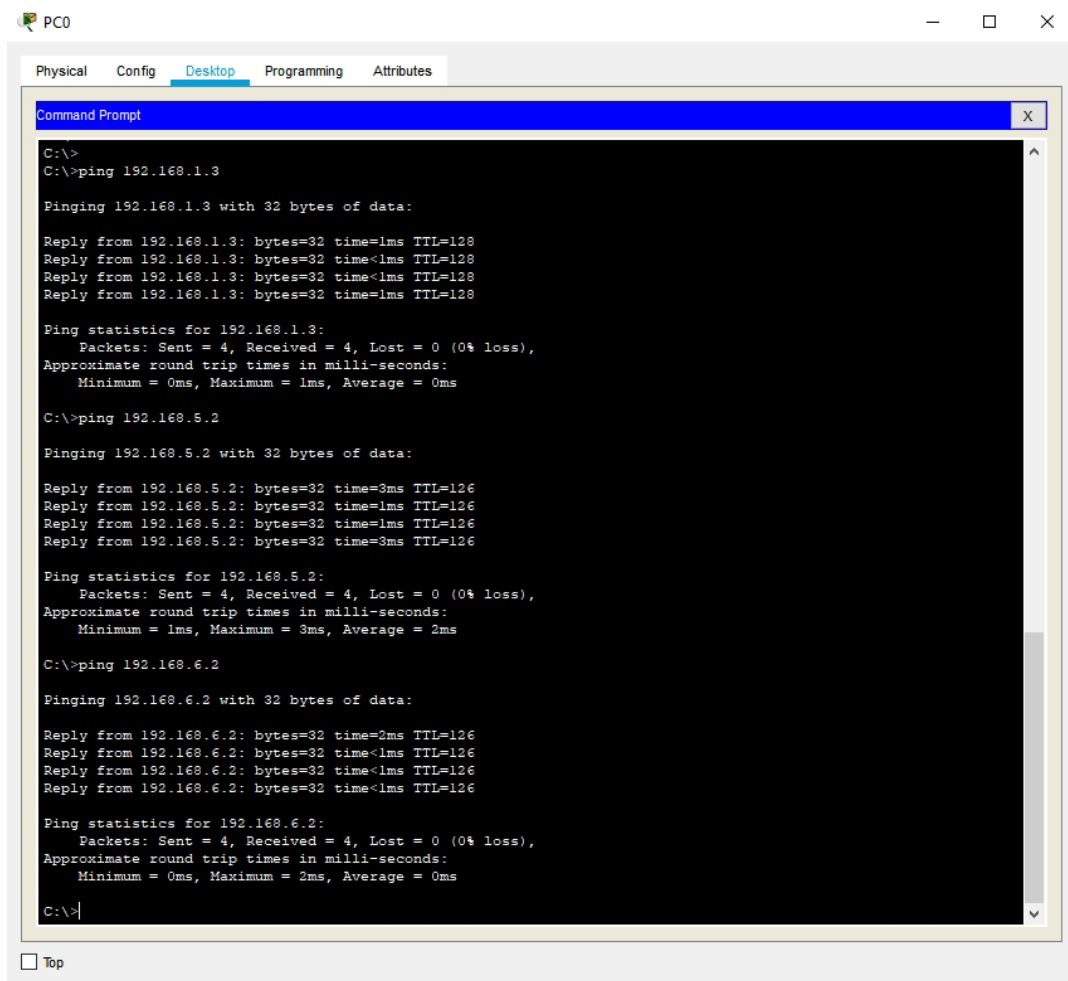 PC0
Physical Config Desktop Programming Attributes
Command Prompt
X
C:\>
C:\>ping 192.168.1.3
Pinging 192.168.1.3 with 32 bytes of data:
Reply from 192.168.1.3: bytes=32 time=1ms TTL=128
Reply from 192.168.1.3: bytes=32 time<1ms TTL=128
Reply from 192.168.1.3: bytes=32 time<1ms TTL=128
Reply from 192.168.1.3: bytes=32 time=1ms TTL=128
Ping statistics for 192.168.1.3:
Packets: Sent = 4, Received = 4, Lost = 0 (0% loss),
Approximate round trip times in milli-seconds:
Minimum = 0ms, Maximum = 1ms, Average = 0ms
C:\>ping 192.168.5.2
Pinging 192.168.5.2 with 32 bytes of data:
Reply from 192.168.5.2: bytes=32 time=3ms TTL=126
Reply from 192.168.5.2: bytes=32 time=1ms TTL=126
Reply from 192.168.5.2: bytes=32 time=1ms TTL=126
Reply from 192.168.5.2: bytes=32 time=3ms TTL=126
Ping statistics for 192.168.5.2:
Packets: Sent = 4, Received = 4, Lost = 0 (0% loss),
Approximate round trip times in milli-seconds:
Minimum = 1ms, Maximum = 3ms, Average = 2ms
C:\>ping 192.168.6.2
Pinging 192.168.6.2 with 32 bytes of data:
Reply from 192.168.6.2: bytes=32 time=2ms TTL=126
Reply from 192.168.6.2: bytes=32 time<1ms TTL=126
Reply from 192.168.6.2: bytes=32 time<1ms TTL=126
Reply from 192.168.6.2: bytes=32 time<1ms TTL=126
Ping statistics for 192.168.6.2:
Packets: Sent = 4, Received = 4, Lost = 0 (0% loss),
Approximate round trip times in milli-seconds:
Minimum = 0ms, Maximum = 2ms, Average = 0ms
C:\>
Top